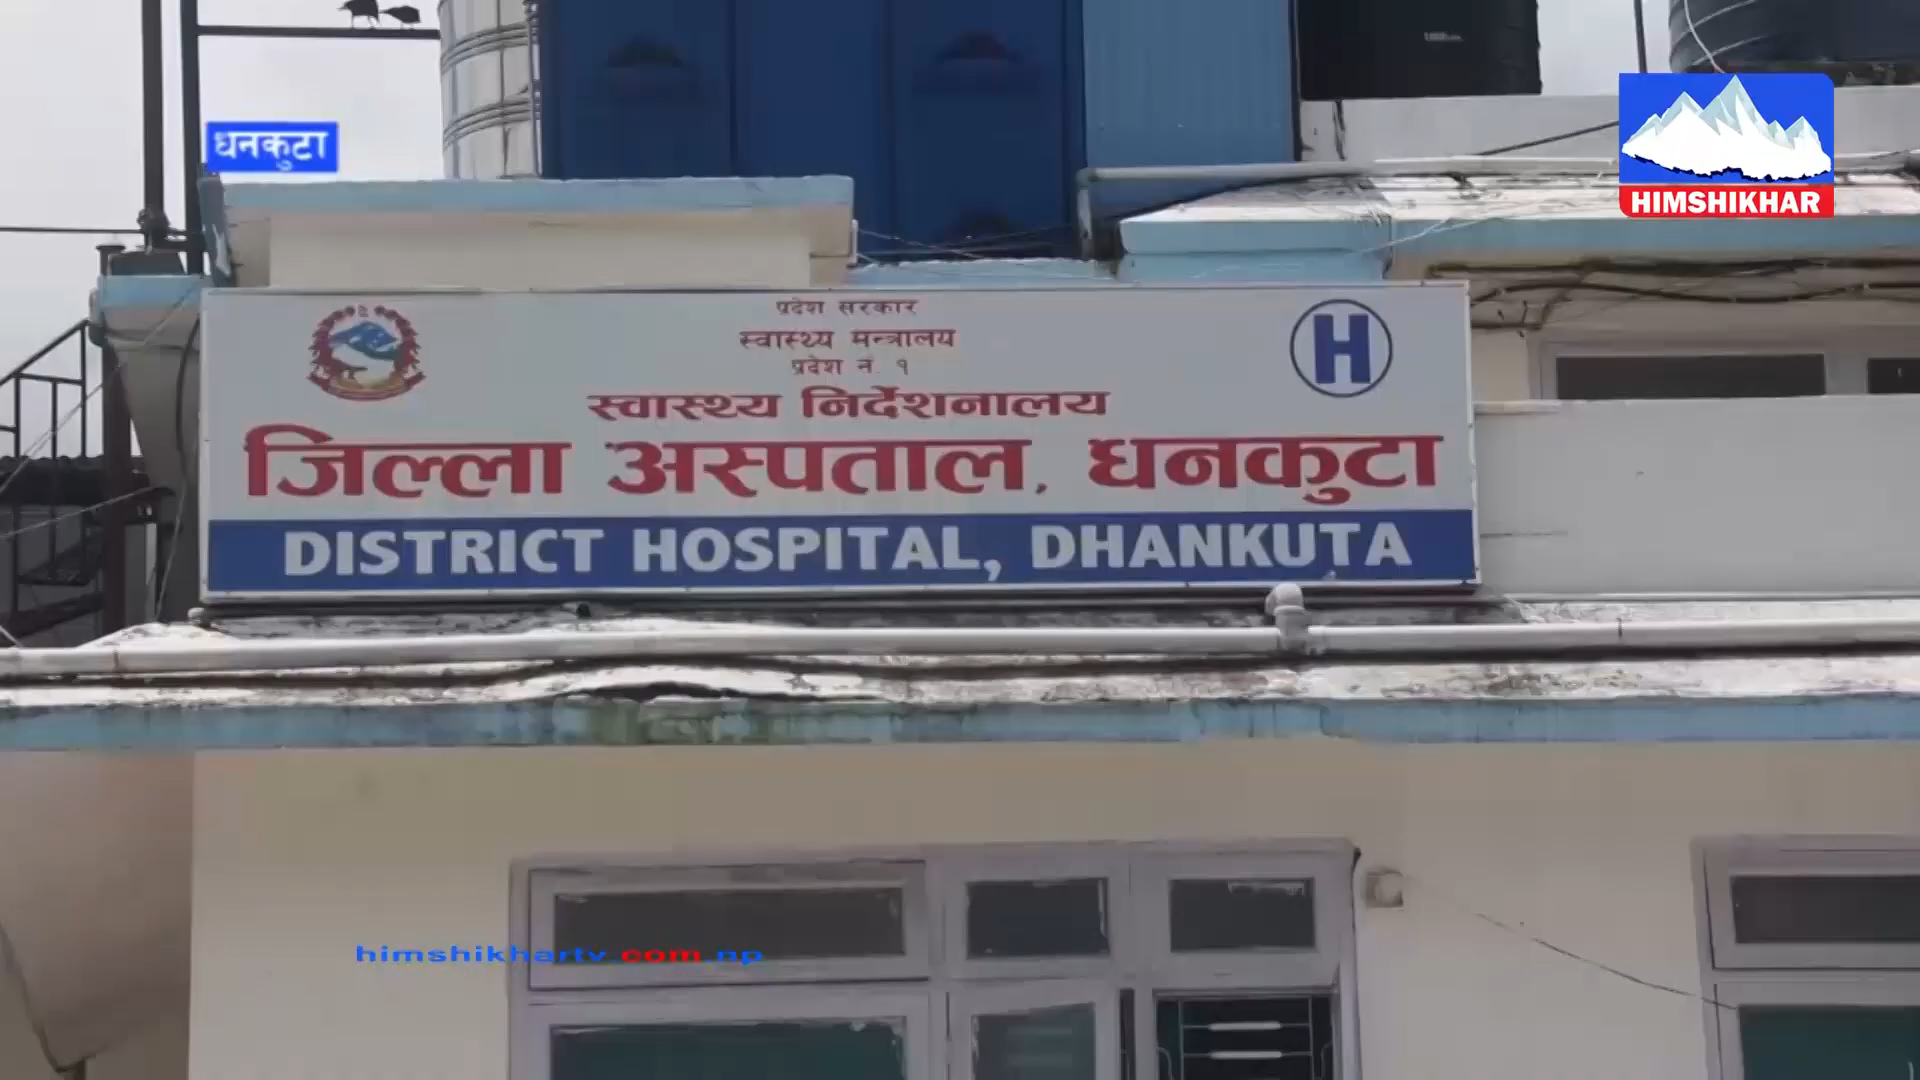 धनकुटा
HIMSHIKHAR
प्रदेश सरकार
स्वास्थ्य मन्त्रालय
प्रदेश नं. १
स्वास्थ्य निर्देशनालय
H
जिल्ला अस्पताल, धनकुटा
DISTRICT HOSPITAL, DHANKUTA
himshikhartv.com.np